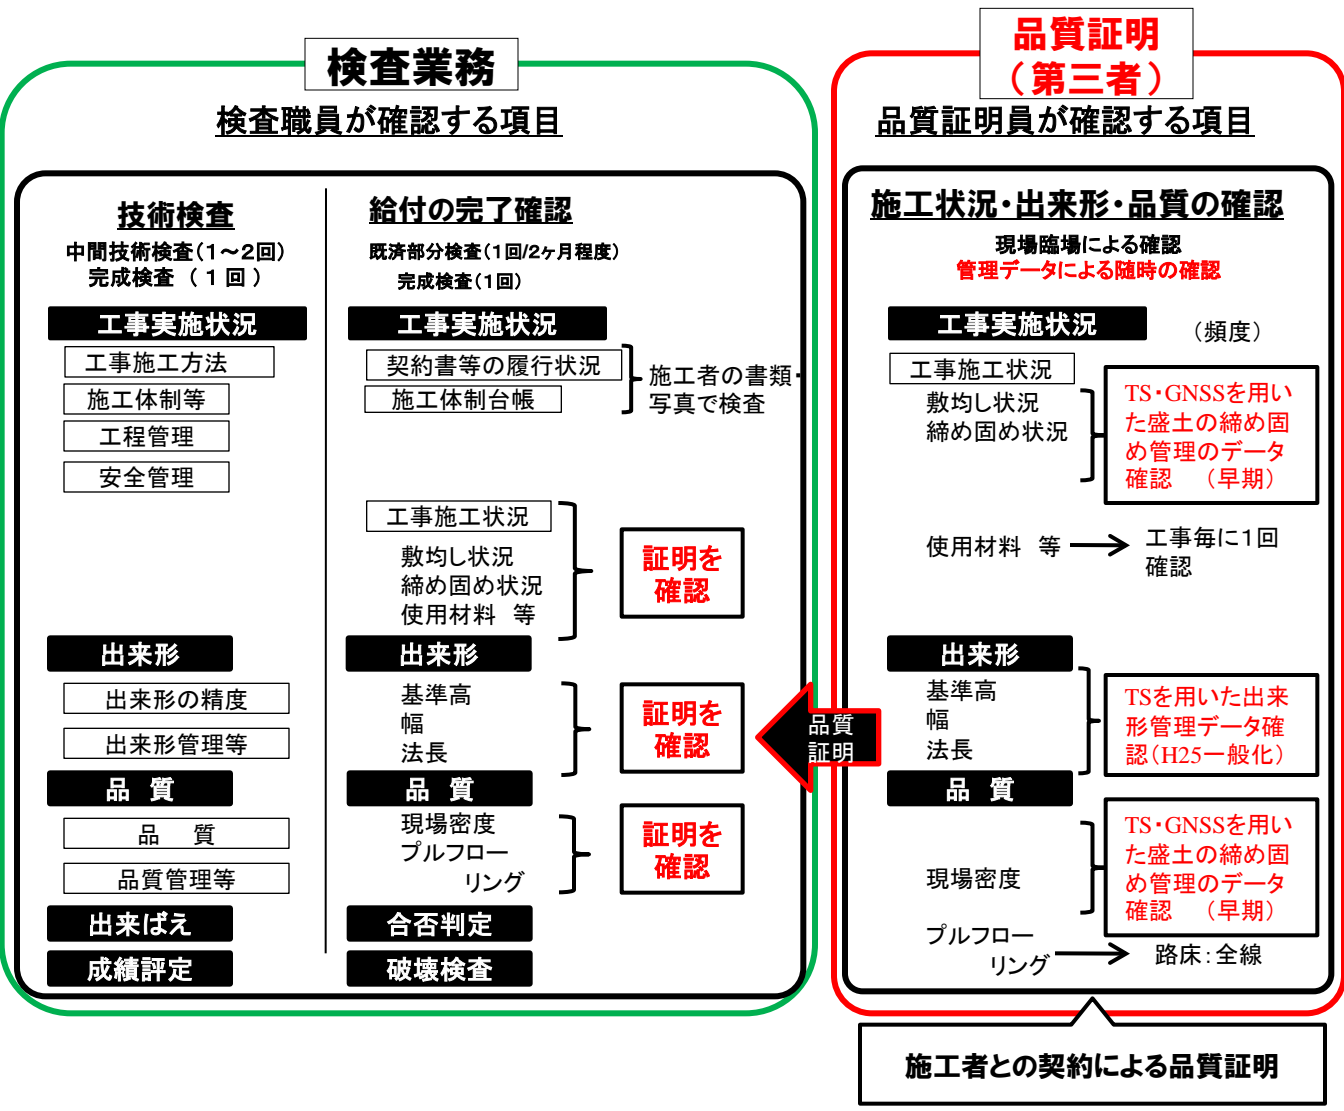 検査業務
検査職員が確認する項目
技術検査
中間技術検査(1～2回)
完成検査 （１回）
工事実施状況
工事施工方法
施工体制等
工程管理
安全管理
出来形
出来形の精度
出来形管理等
品 質
品 質
品質管理等
出来ばえ
成績評定
給付の完了確認
既済部分検査(1回/2ヶ月程度)
完成検査(1回)
工事実施状況
契約書等の履行状況
施工体制台帳
施工者の書類・
写真で検査
工事施工状況
敷均し状況
締め固め状況
使用材料 等
証明を
確認
出来形
基準高
幅
法長
証明を
確認
品 質
現場密度
プルフロー
リング
証明を
確認
合否判定
破壊検査
品質
証明
品質証明
（第三者）
品質証明員が確認する項目
施工状況・出来形・品質の確認
現場臨場による確認
管理データによる随時の確認
工事実施状況
（頻度）
工事施工状況
敷均し状況
締め固め状況
TS・GNSSを用い
た盛土の締め固
め管理のデータ
確認 （早期）
使用材料 等
工事毎に1回
確認
出来形
基準高
幅
法長
TSを用いた出来
形管理データ確
認（H25一般化）
品 質
現場密度
TS・GNSSを用い
た盛土の締め固
め管理のデータ
確認 （早期）
プルフロー
リング
路床：全線
施工者との契約による品質証明